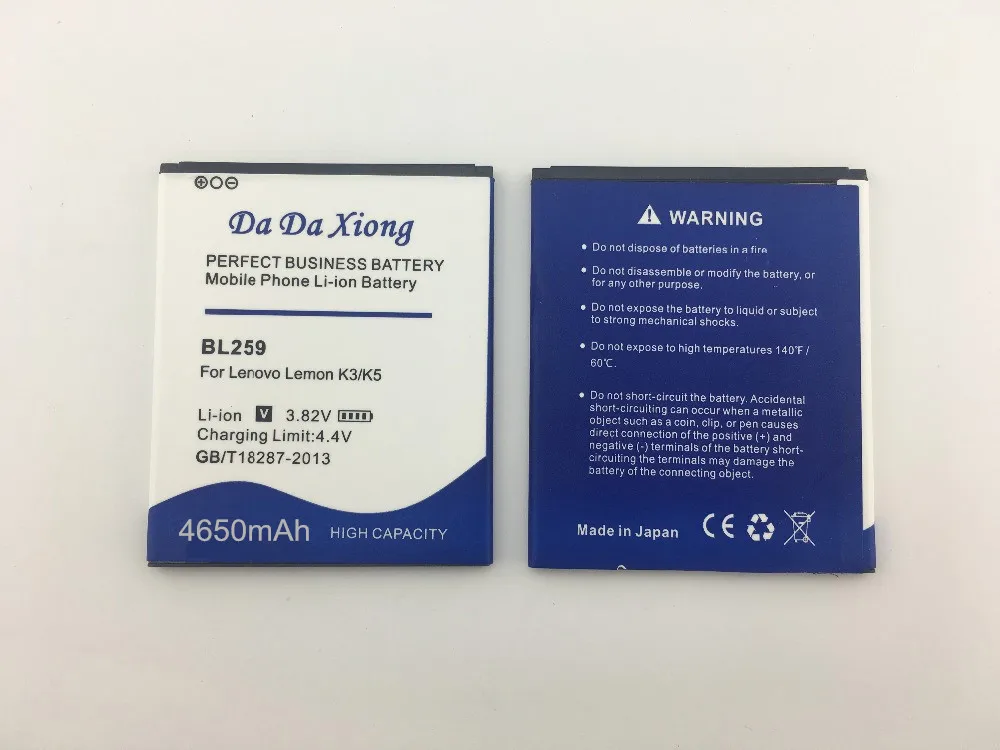 Da Da Xiong
PERFECT BUSINESS BATTERY
Mobile Phone Li-ion Battery
BL259
For Lenovo Lemon K3/K5
Li-ion V 3.82V
Charging Limit:4.4V
GB/T18287-2013
4650mAh HIGH CAPACITY
WARNING
• Do not dispose of batteries in a fire
• Do not disassemble or modify the battery, or
for any other purpose.
• Do not expose the battery to liquid or subject
to strong mechanical shocks.
• Do not expose to high temperatures 140°F/
60°C.
• Do not short-circuit the battery. Accidental
short-circuiting can occur when a metallic
object such as a coin, clip, or pen causes
direct connection of the positive (+) and
negative (-) terminals of the battery short-
circuiting the terminals may damage the
battery of the connecting object.
Made in Japan CE